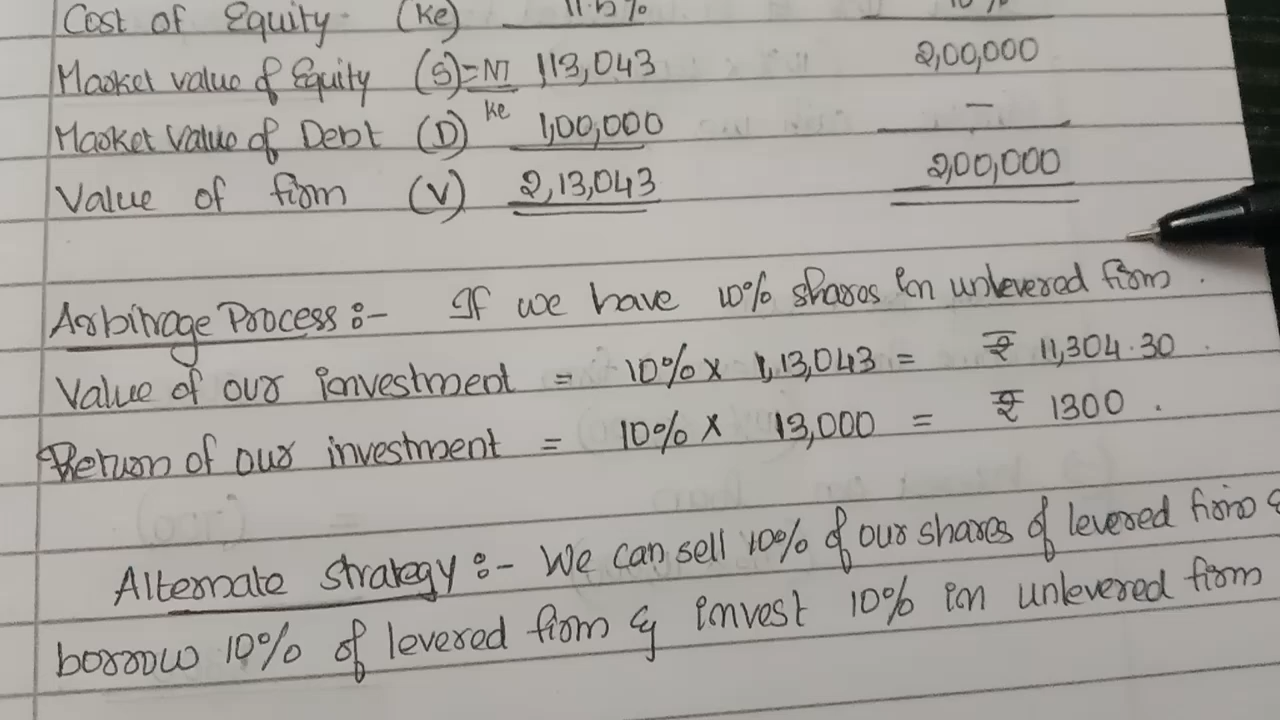 Cost of Equity (Ke) 11.5% 10%
Market value of Equity (S)=NI/Ke 113,043 2,00,000
Market Value of Debt (D) 1,00,000 —
Value of firm (V) 2,13,043 2,00,000
Arbitrage Process :- If we have 10% shares in unlevered firm.
Value of our investment = 10% x 1,13,043 = ₹ 11,304.30
Return of our investment = 10% x 13,000 = ₹ 1300.
Alternate strategy :- We can sell 10% of our shares of levered firm &
borrow 10% of levered firm & invest 10% in unlevered firm